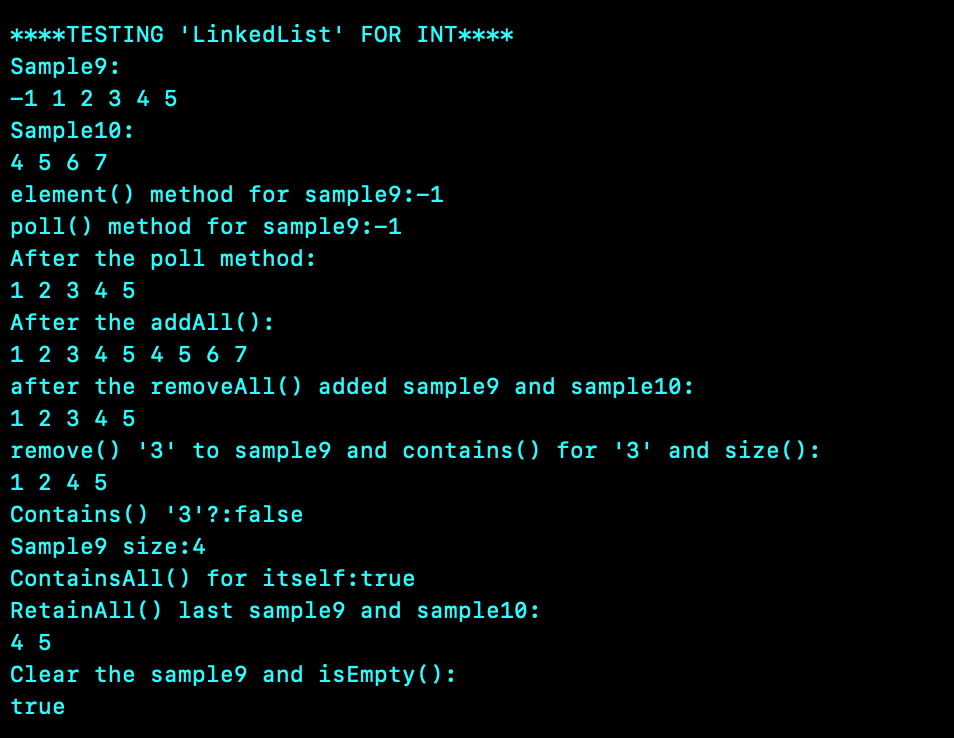 ****TESTING 'LinkedList' FOR INT****
Sample9:
-1 1 2 3 4 5
Sample10:
4 5 6 7
element() method for sample9:-1
poll() method for sample9:-1
After the poll method:
1 2 3 4 5
After the addAll():
1 2 3 4 5 4 5 6 7
after the removeAll() added sample9 and sample10:
1 2 3 4 5
remove() '3' to sample9 and contains() for '3' and size():
1 2 4 5
Contains() '3'?:false
Sample9 size:4
ContainsAll() for itself:true
RetainAll() last sample9 and sample10:
4 5
Clear the sample9 and isEmpty():
true